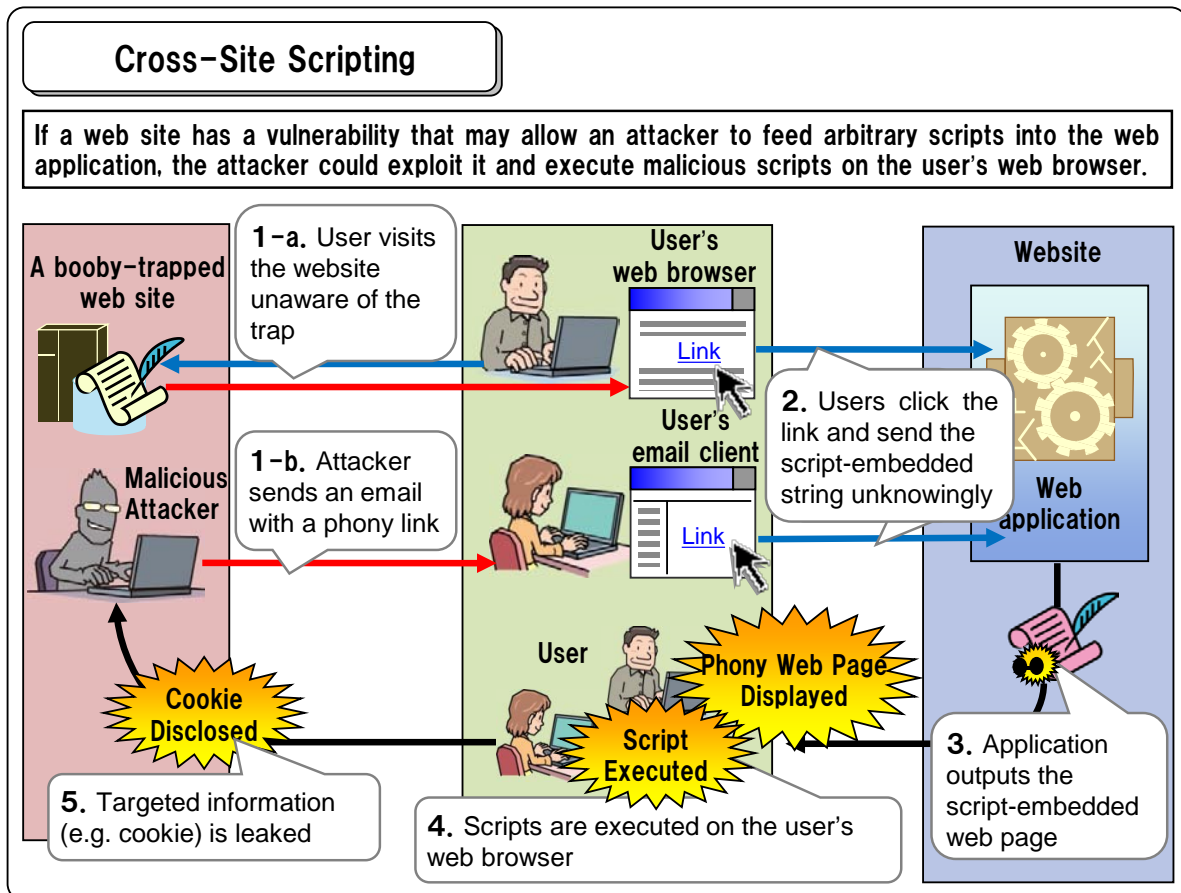 Cross-Site Scripting
If a web site has a vulnerability that may allow an attacker to feed arbitrary scripts into the web
application, the attacker could exploit it and execute malicious scripts on the user's web browser.
A booby-trapped
web site
1-a. User visits
the website
unaware of the
trap
User's
web browser
Link
Website
2. Users click the
link and send the
script-embedded
string unknowingly
Web
application
Malicious
Attacker
1-b. Attacker
sends an email
with a phony link
User's
email client
Link
User
Phony Web Page
Displayed
Script
Executed
Cookie
Disclosed
3. Application
outputs the
script-embedded
web page
4. Scripts are executed on the user's
web browser
5. Targeted information
(e.g. cookie) is leaked